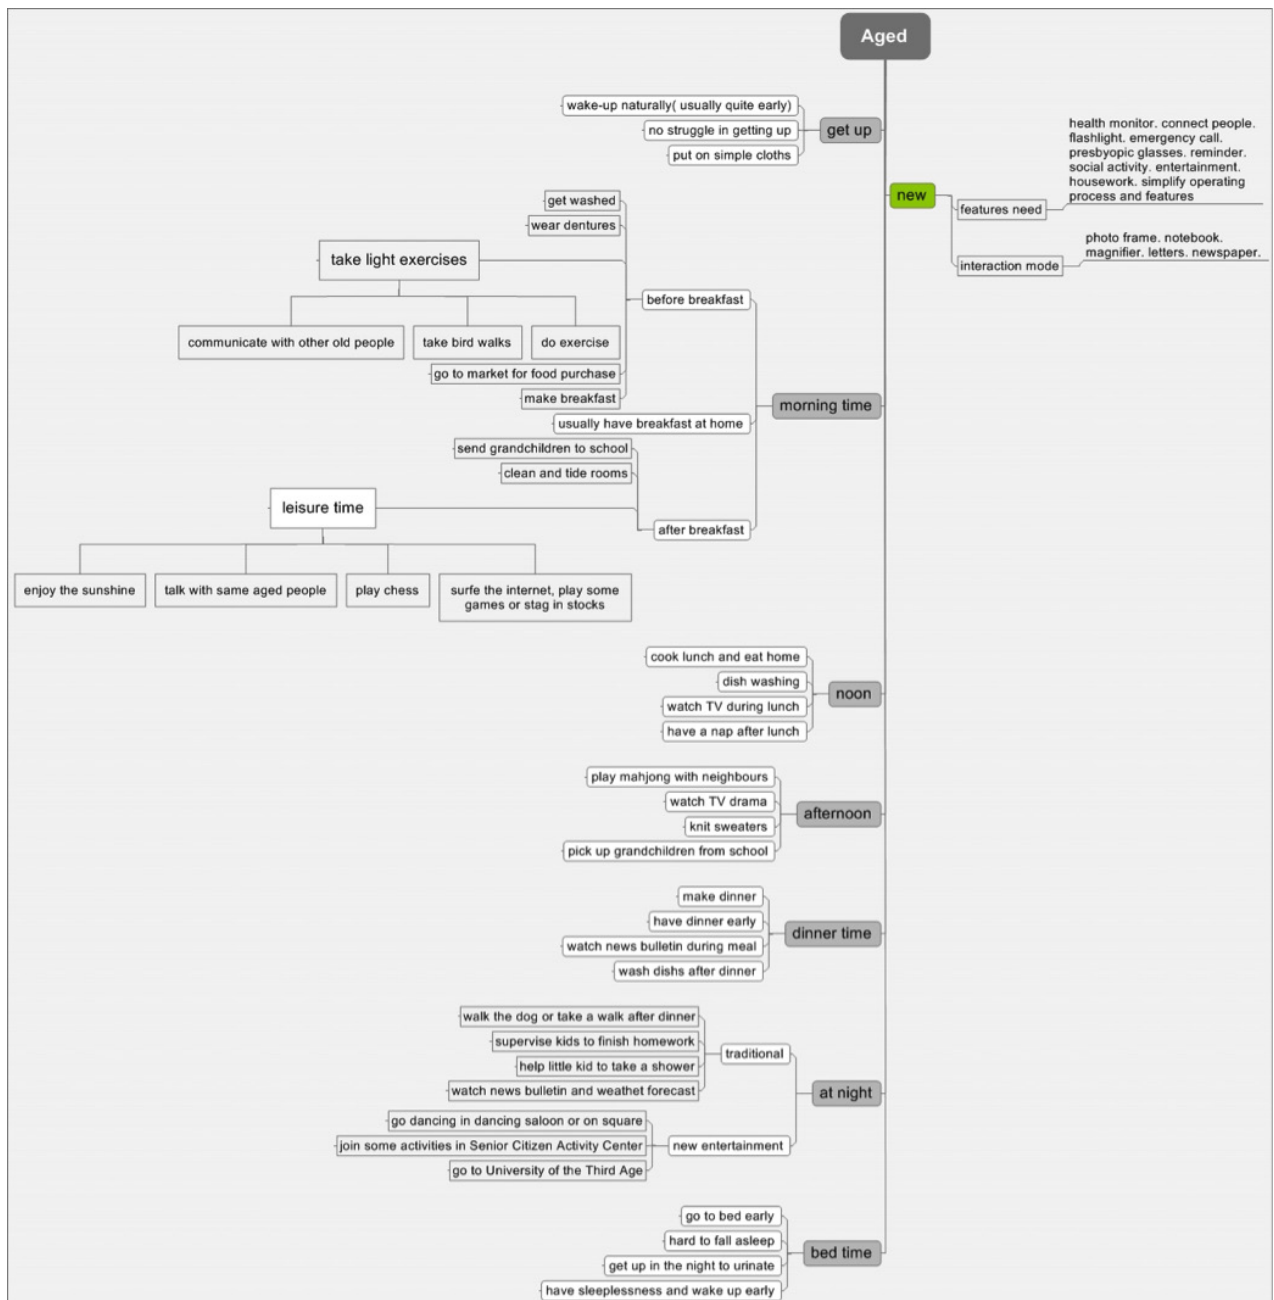 Aged
wake-up naturally( usually quite early)
no struggle in getting up
put on simple cloths
get up
new
features need
health monitor. connect people.
flashlight. emergency call.
presbyopic glasses. reminder.
social activity. entertainment.
housework. simplify operating
process and features
interaction mode
photo frame. notebook.
magnifier. letters. newspaper.
get washed
wear dentures
take light exercises
communicate with other old people
take bird walks
do exercise
go to market for food purchase
make breakfast
before breakfast
usually have breakfast at home
morning time
send grandchildren to school
clean and tide rooms
leisure time
after breakfast
enjoy the sunshine
talk with same aged people
play chess
surfe the internet, play some
games or stag in stocks
cook lunch and eat home
dish washing
watch TV during lunch
have a nap after lunch
noon
play mahjong with neighbours
watch TV drama
knit sweaters
pick up grandchildren from school
afternoon
make dinner
have dinner early
watch news bulletin during meal
wash dishs after dinner
dinner time
walk the dog or take a walk after dinner
supervise kids to finish homework
help little kid to take a shower
watch news bulletin and weathet forecast
traditional
at night
go dancing in dancing saloon or on square
join some activities in Senior Citizen Activity Center
go to University of the Third Age
new entertainment
go to bed early
hard to fall asleep
get up in the night to urinate
have sleeplessness and wake up early
bed time